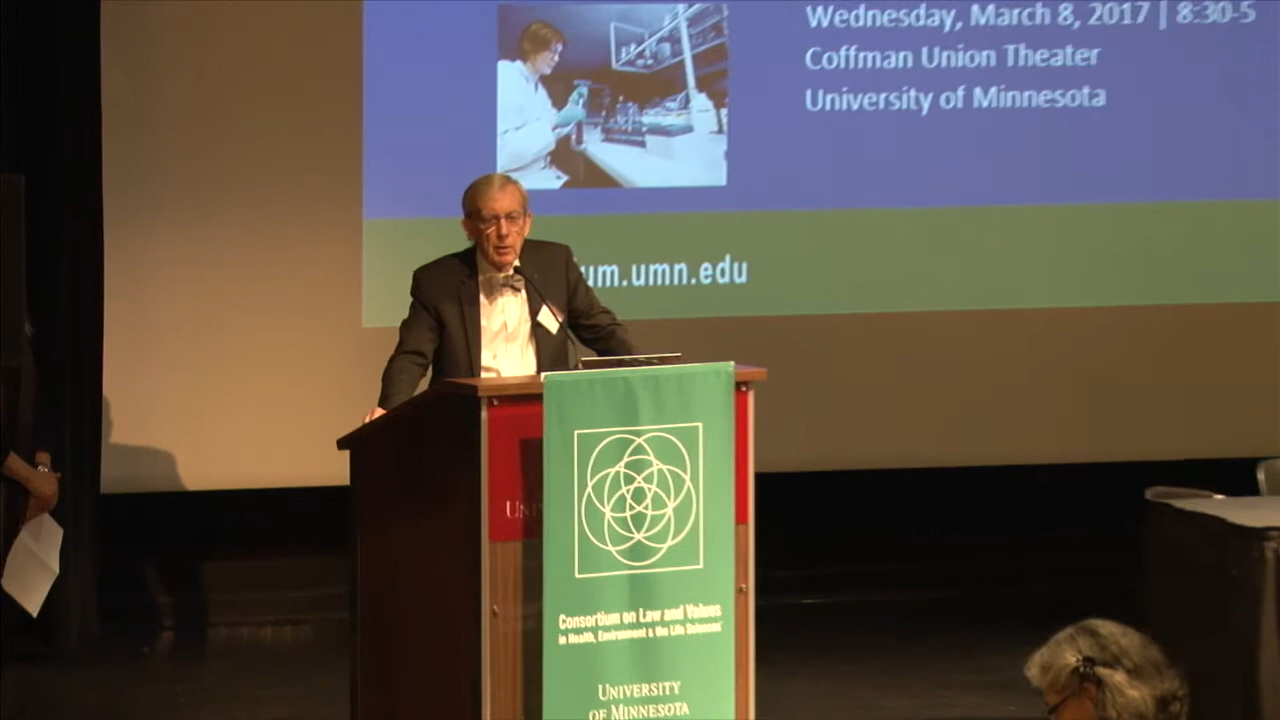 Wednesday, March 8, 2017 | 8:30-5
Coffman Union Theater
University of Minnesota
um.umn.edu
UNI
Consortium on Law and Values
in Health, Environment & the Life Sciences
UNIVERSITY
OF MINNESOTA